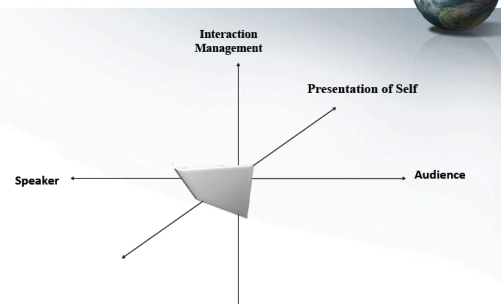 Interaction
Management
Presentation of Self
Speaker
Audience